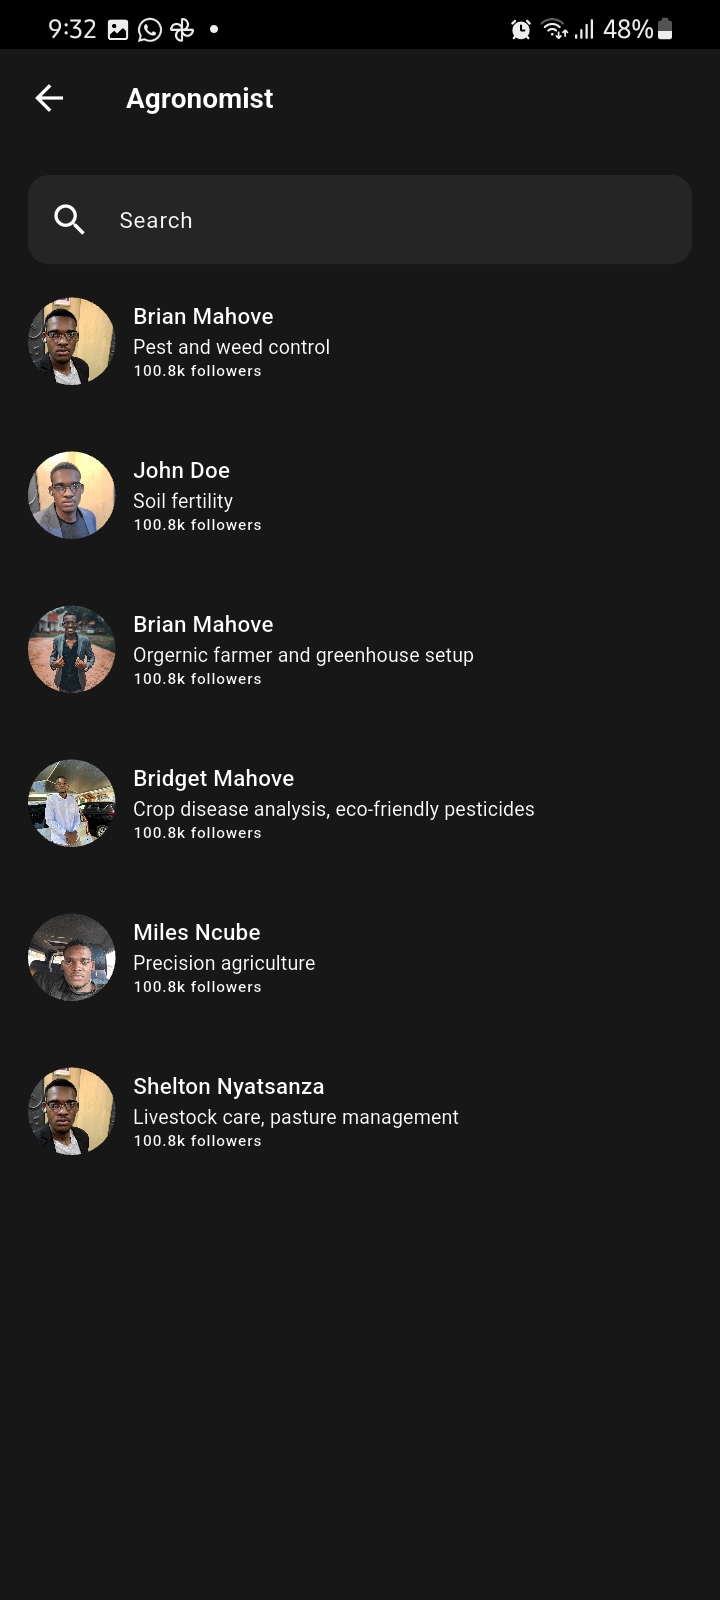 9:32 48%
Agronomist
Search
Brian Mahove
Pest and weed control
100.8k followers
John Doe
Soil fertility
100.8k followers
Brian Mahove
Orgernic farmer and greenhouse setup
100.8k followers
Bridget Mahove
Crop disease analysis, eco-friendly pesticides
100.8k followers
Miles Ncube
Precision agriculture
100.8k followers
Shelton Nyatsanza
Livestock care, pasture management
100.8k followers